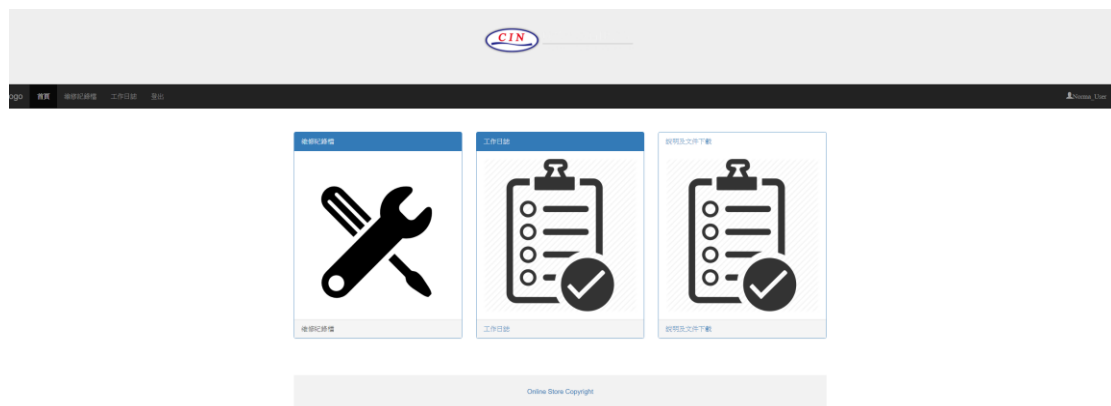 CIN
ogo 首頁 維修紀錄檔 工作日誌 登出 Norma_User
維修紀錄檔 工作日誌 說明及文件下載
維修紀錄檔 工作日誌 說明及文件下載
Online Store Copyright